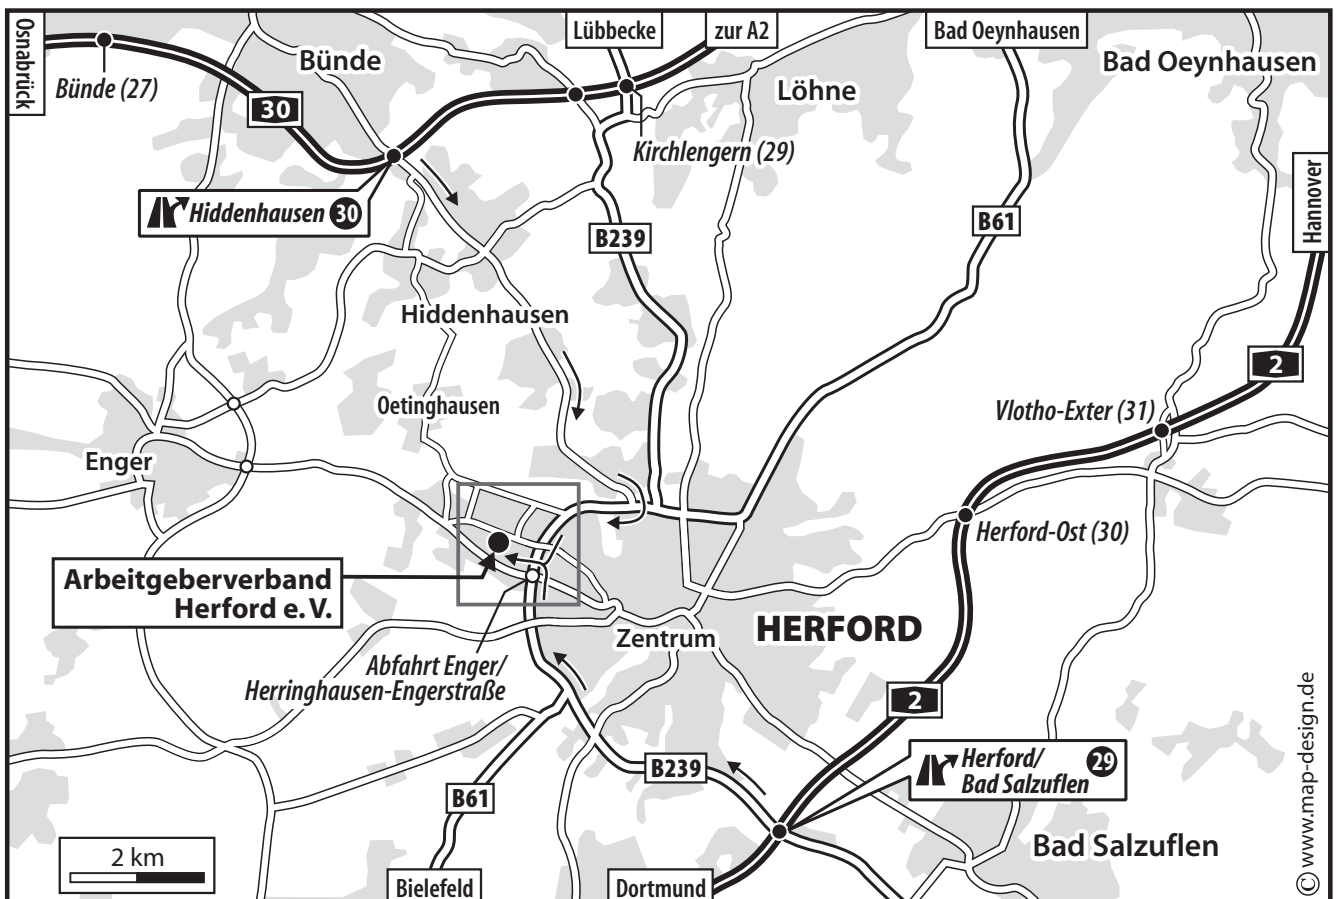 Osnabrück
Lübbecke
zur A2
Bad Oeynhausen
Bünde
Bad Oeynhausen
Bünde (27)
Löhne
30
Kirchlengern (29)
Hannover
Hiddenhausen 30
B239
B61
Hiddenhausen
2
Oetinghausen
Vlotho-Exter (31)
Enger
Herford-Ost (30)
Arbeitgeberverband
Herford e. V.
Zentrum
HERFORD
Abfahrt Enger/
Herringhausen-Engerstraße
2
B239
Herford/
Bad Salzuflen
29
B61
Bad Salzuflen
2 km
Bielefeld
Dortmund
© www.map-design.de